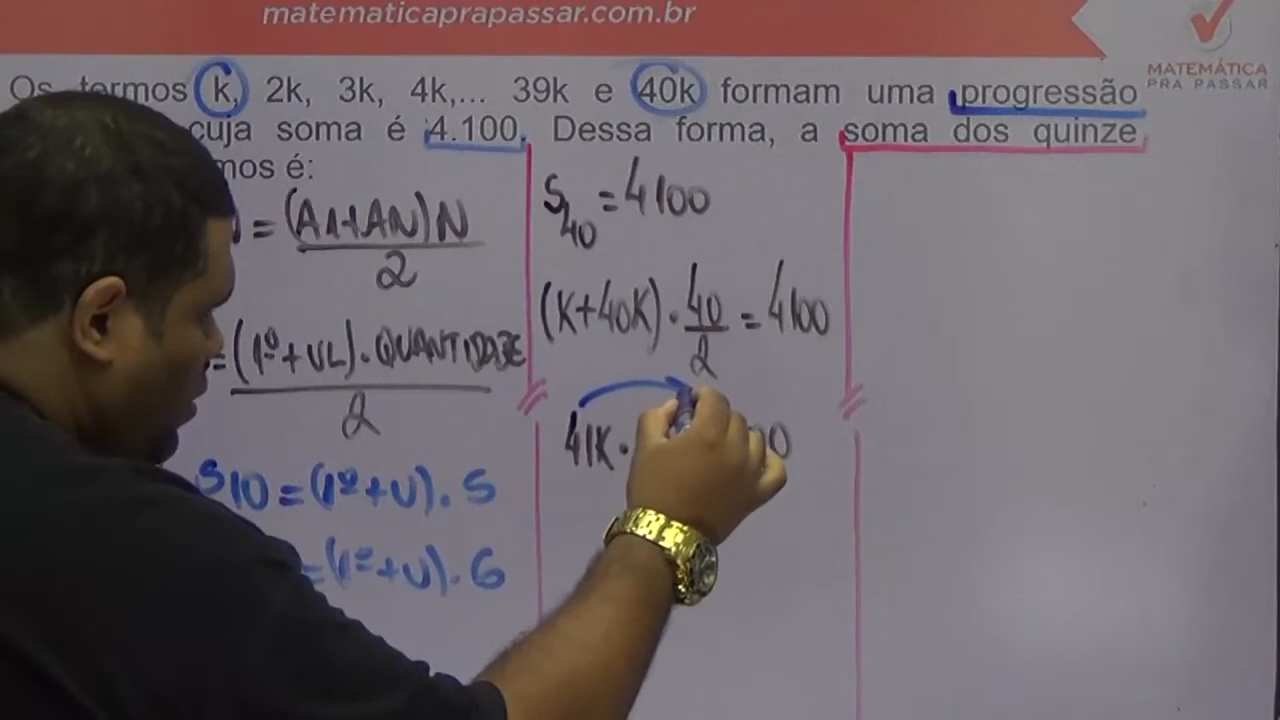 matematicaprapassar.com.br
MATEMÁTICA
PRA PASSAR
Os termos k, 2k, 3k, 4k,... 39k e 40k formam uma progressão
cuja soma é 4.100. Dessa forma, a soma dos quinze
é:
= (A1+AN)N
2
=(1º+UL).QUANTIDADE
2
S10=(1º+U).5
=(1º+U).6
S40=4100
(K+40K).40/2=4100
41K.